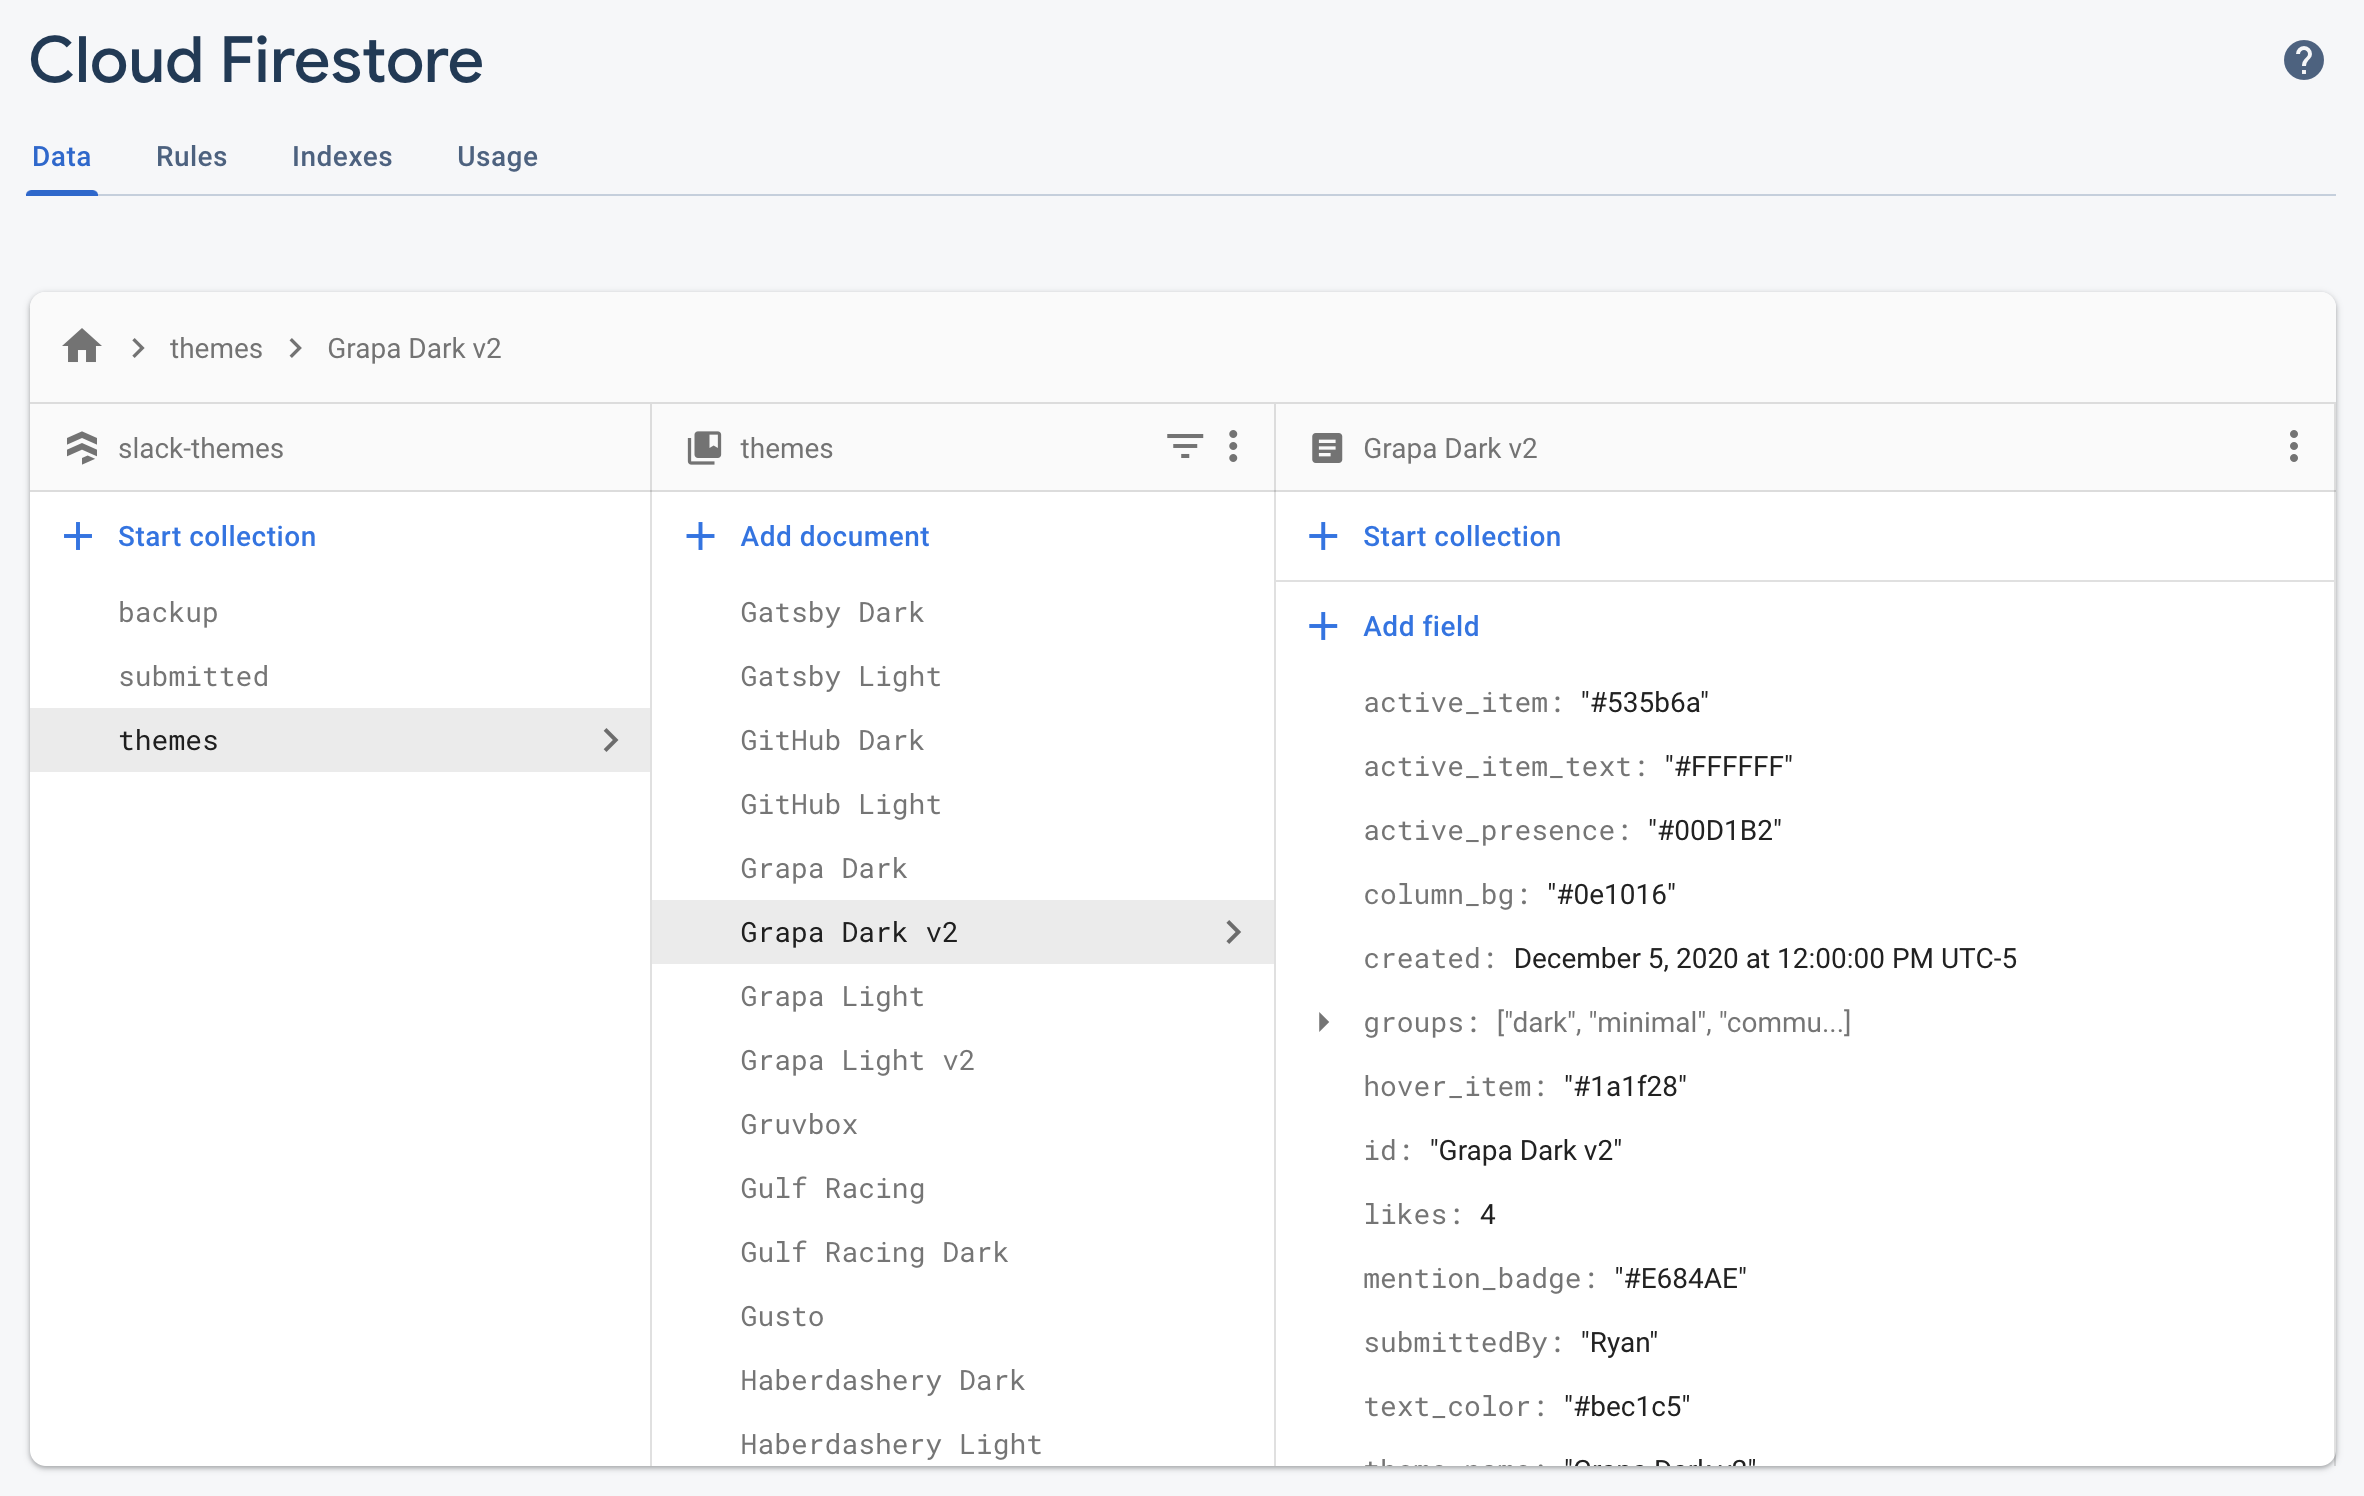 Cloud Firestore
Data Rules Indexes Usage
themes Grapa Dark v2
slack-themes
Start collection
backup
submitted
themes
themes
Add document
Gatsby Dark
Gatsby Light
GitHub Dark
GitHub Light
Grapa Dark
Grapa Dark v2
Grapa Light
Grapa Light v2
Gruvbox
Gulf Racing
Gulf Racing Dark
Gusto
Haberdashery Dark
Haberdashery Light
Grapa Dark v2
Start collection
Add field
active_item: "#535b6a"
active_item_text: "#FFFFFF"
active_presence: "#00D1B2"
column_bg: "#0e1016"
created: December 5, 2020 at 12:00:00 PM UTC-5
groups: ["dark", "minimal", "commu...]
hover_item: "#1a1f28"
id: "Grapa Dark v2"
likes: 4
mention_badge: "#E684AE"
submittedBy: "Ryan"
text_color: "#bec1c5"
theme_name: "Grapa Dark v2"